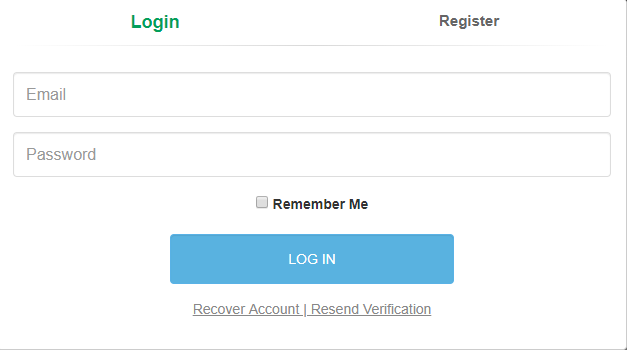 Login Register
Email
Password
Remember Me
LOG IN
Recover Account | Resend Verification